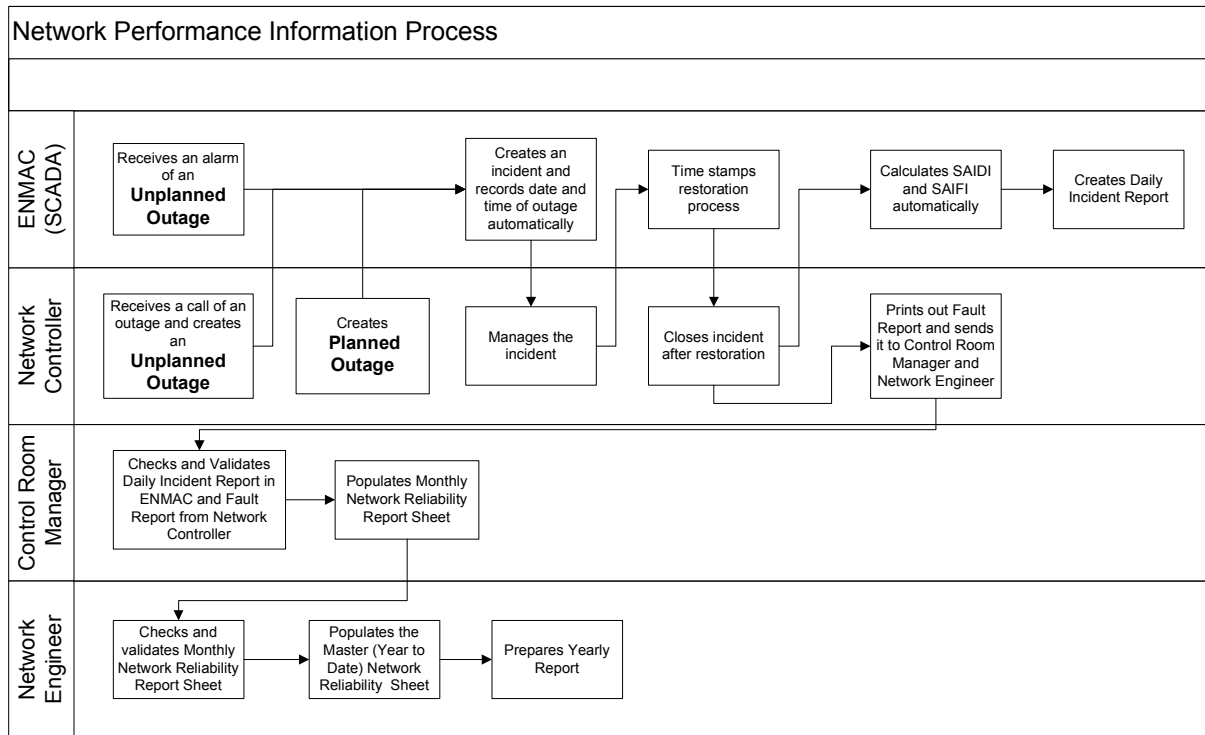 Network Performance Information Process
ENMAC
(SCADA)
Receives an alarm
of an
Unplanned
Outage
Creates an
incident and
records date and
time of outage
automatically
Time stamps
restoration
process
Calculates SAIDI
and SAIFI
automatically
Creates Daily
Incident Report
Network
Controller
Receives a call of an
outage and creates
an
Unplanned
Outage
Creates
Planned
Outage
Manages the
incident
Closes incident
after restoration
Prints out Fault
Report and sends
it to Control Room
Manager and
Network Engineer
Control Room
Manager
Checks and Validates
Daily Incident Report in
ENMAC and Fault
Report from Network
Controller
Populates Monthly
Network Reliability
Report Sheet
Network
Engineer
Checks and
validates Monthly
Network Reliability
Report Sheet
Populates the
Master (Year to
Date) Network
Reliability Sheet
Prepares Yearly
Report